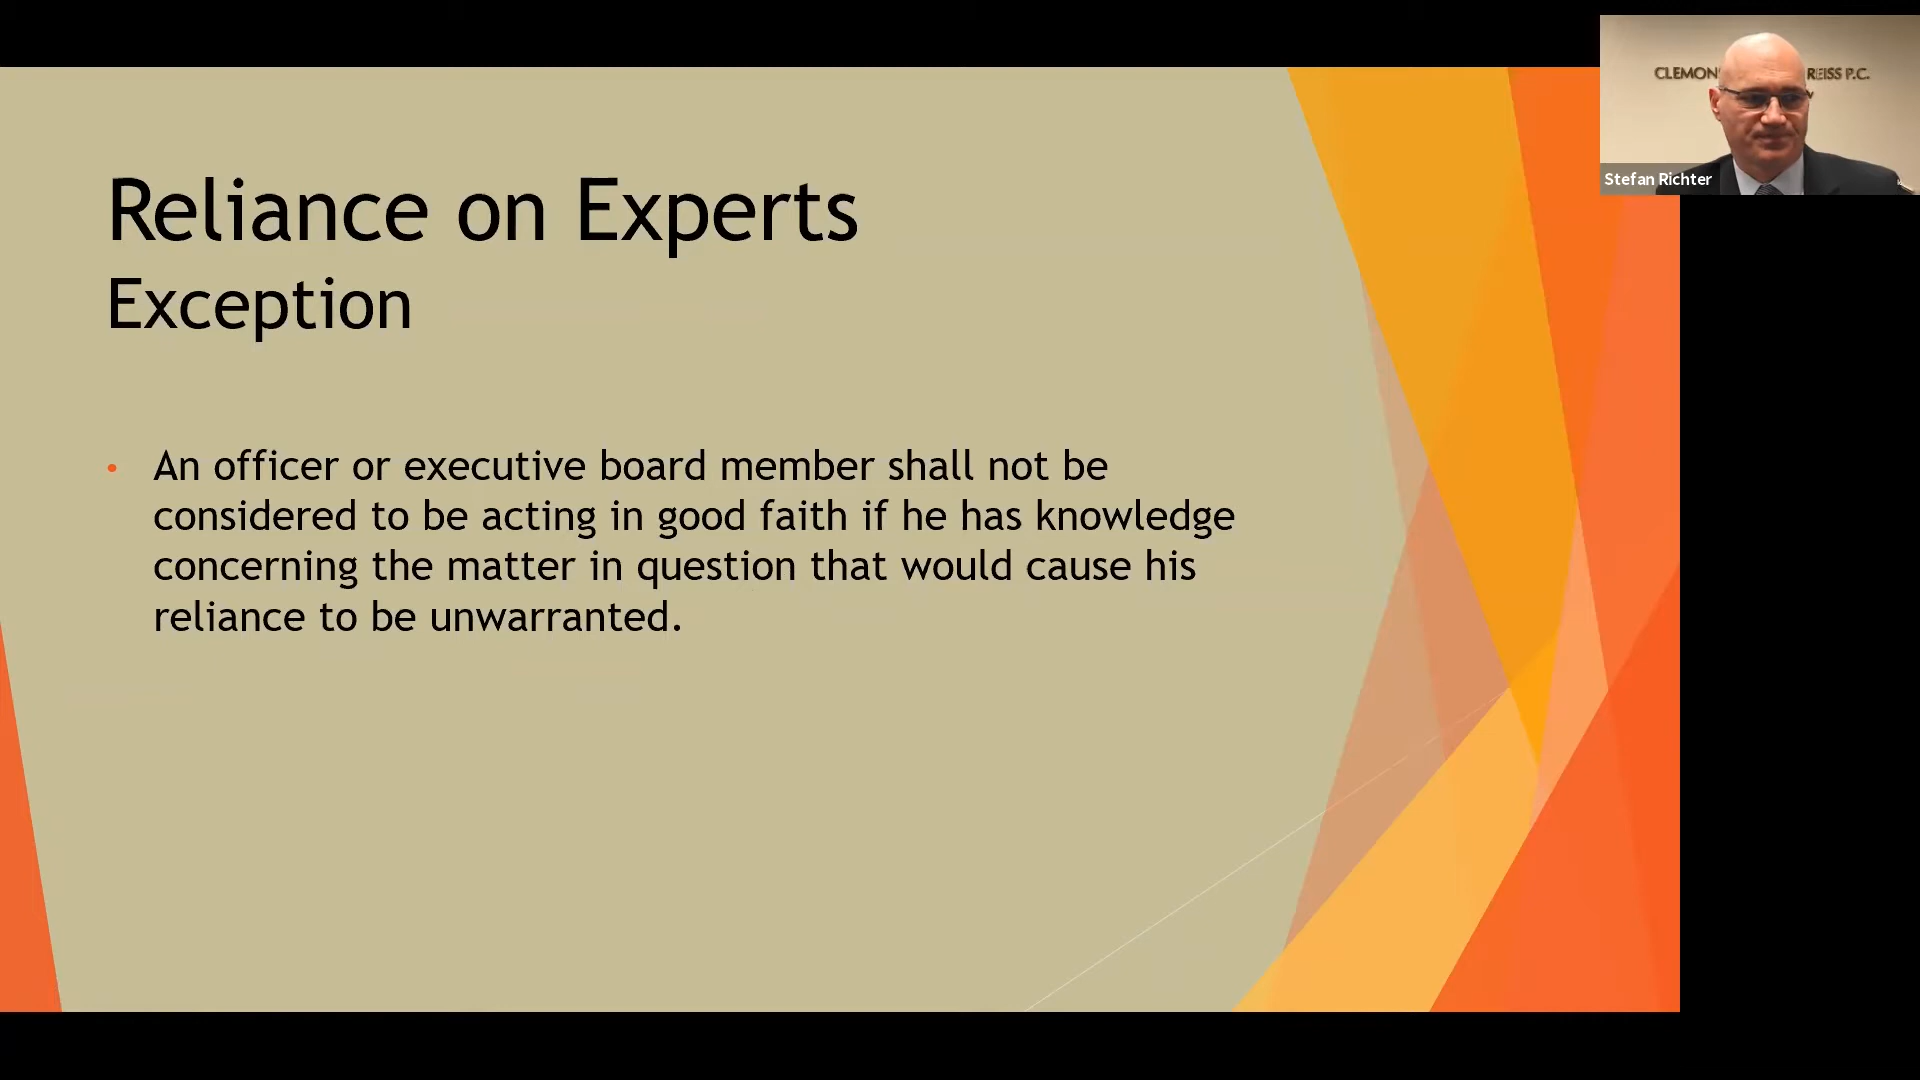 CLEMON REISS P.C.
Stefan Richter
Reliance on Experts
Exception
• An officer or executive board member shall not be
considered to be acting in good faith if he has knowledge
concerning the matter in question that would cause his
reliance to be unwarranted.